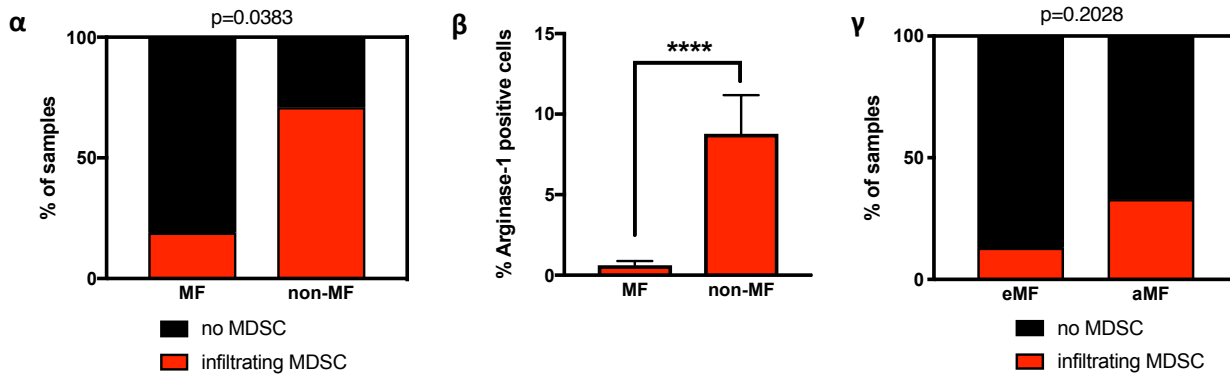 α
p=0.0383
100
50
0
% of samples
MF non-MF
no MDSC
infiltrating MDSC
β
15
10
5
0
% Arginase-1 positive cells
****
MF non-MF
γ
p=0.2028
100
50
0
% of samples
eMF aMF
no MDSC
infiltrating MDSC